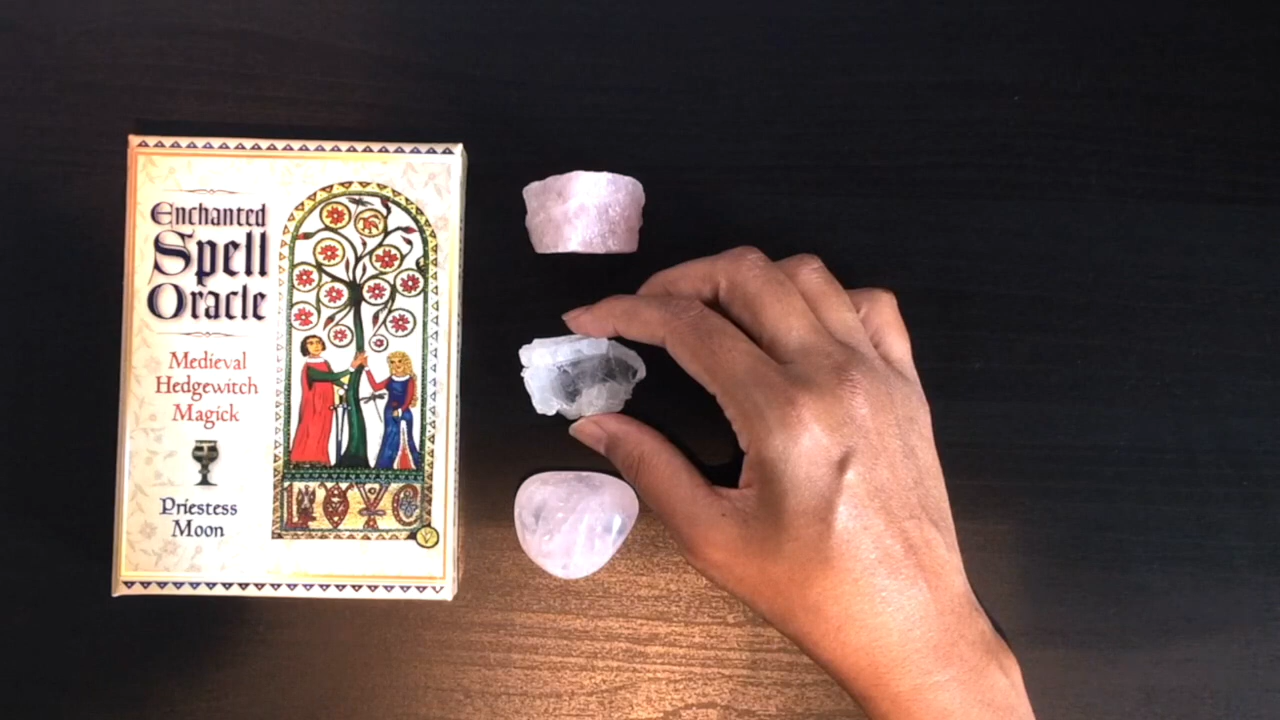 Enchanted
Spell
Oracle
Medieval
Hedgewitch
Magick
Priestess
Moon